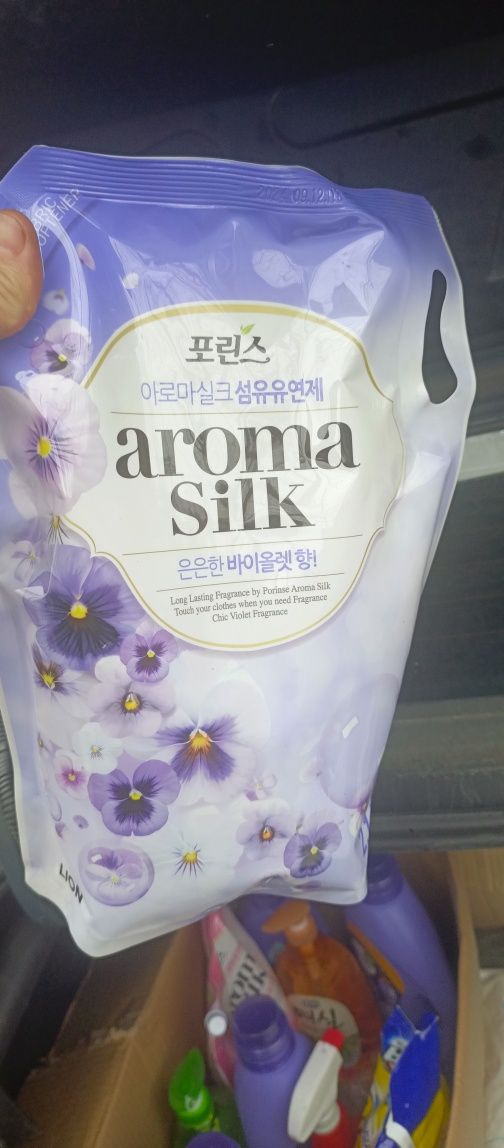 FABRIC
SOFTENER
포린스
아로마실크 섬유유연제
aroma
Silk
은은한 바이올렛 향!
Long Lasting Fragrance by Porinse Aroma Silk
Touch your clothes when you need Fragrance
Chic Violet Fragrance
LION